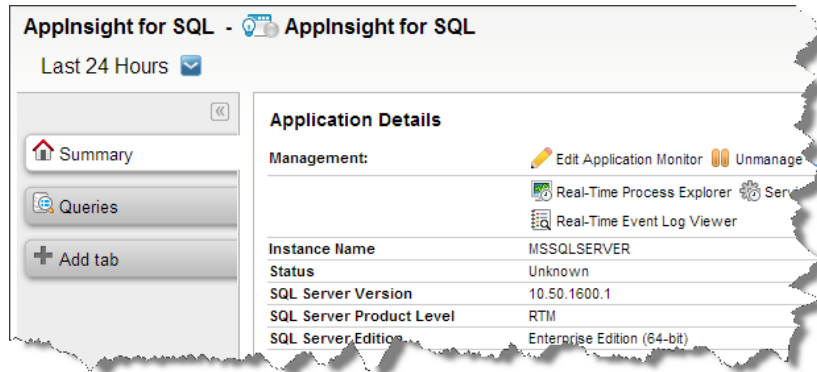 AppInsight for SQL - AppInsight for SQL
Last 24 Hours
Summary
Queries
Add tab
Application Details
Management: Edit Application Monitor Unmanage
Real-Time Process Explorer
Real-Time Event Log Viewer
Instance Name MSSQLSERVER
Status Unknown
SQL Server Version 10.50.1600.1
SQL Server Product Level RTM
SQL Server Edition Enterprise Edition (64-bit)